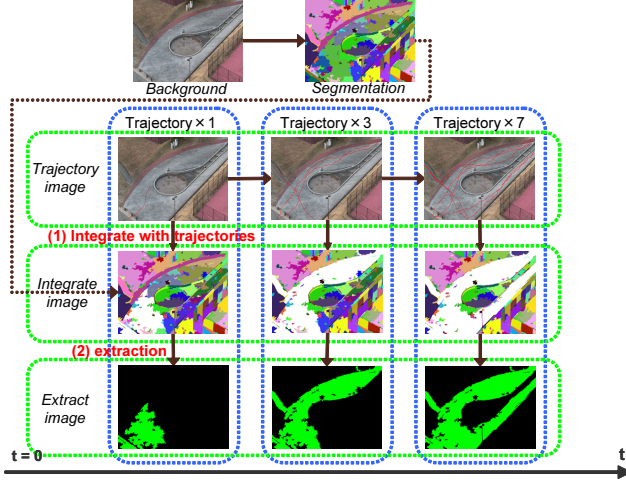 Background
Segmentation
Trajectory×1
Trajectory×3
Trajectory×7
Trajectory
image
(1) Integrate with trajectories
Integrate
image
(2) extraction
Extract
image
t = 0
t